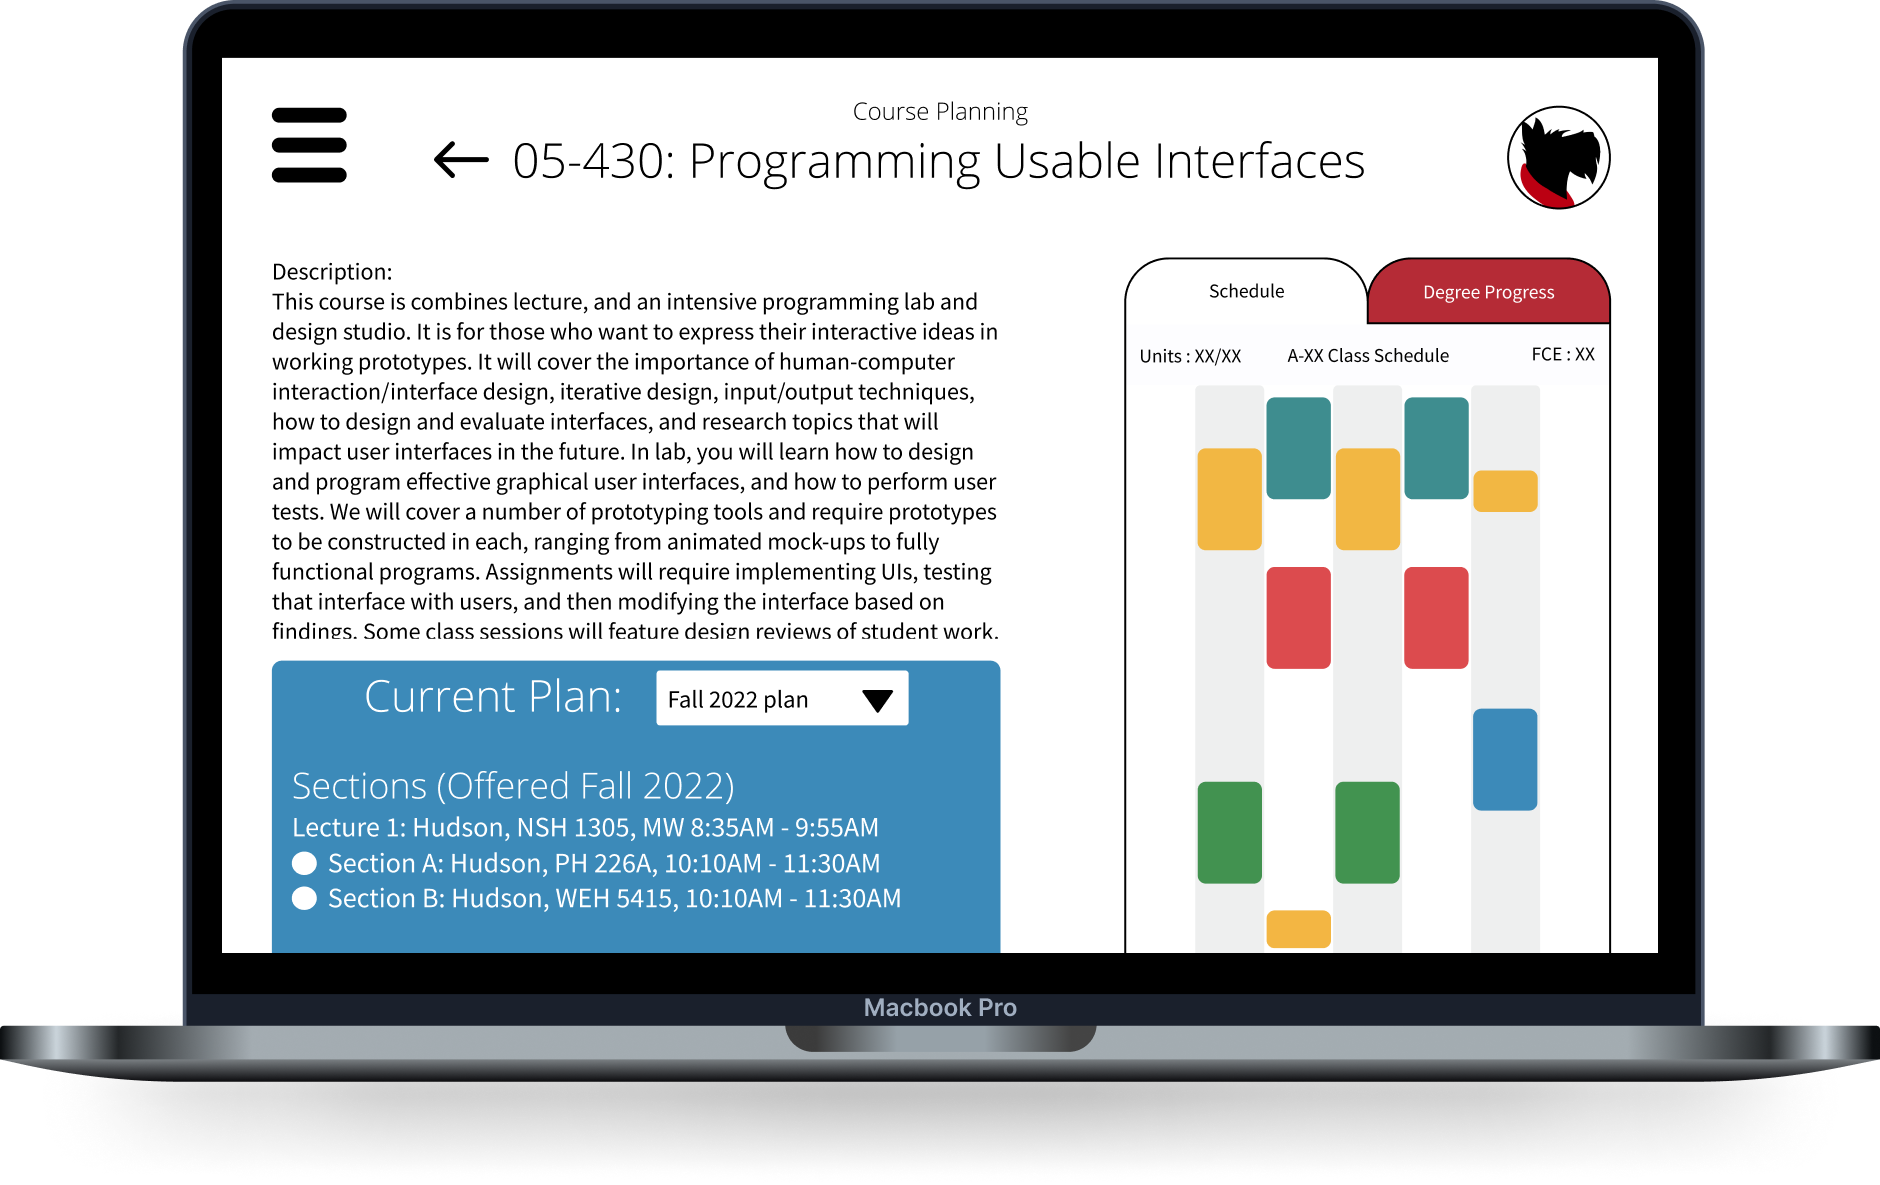 Course Planning
05-430: Programming Usable Interfaces
Description:
This course is combines lecture, and an intensive programming lab and
design studio. It is for those who want to express their interactive ideas in
working prototypes. It will cover the importance of human-computer
interaction/interface design, iterative design, input/output techniques,
how to design and evaluate interfaces, and research topics that will
impact user interfaces in the future. In lab, you will learn how to design
and program effective graphical user interfaces, and how to perform user
tests. We will cover a number of prototyping tools and require prototypes
to be constructed in each, ranging from animated mock-ups to fully
functional programs. Assignments will require implementing UIs, testing
that interface with users, and then modifying the interface based on
findings. Some class sessions will feature design reviews of student work.
Current Plan:
Fall 2022 plan
Sections (Offered Fall 2022)
Lecture 1: Hudson, NSH 1305, MW 8:35AM - 9:55AM
Section A: Hudson, PH 226A, 10:10AM - 11:30AM
Section B: Hudson, WEH 5415, 10:10AM - 11:30AM
Schedule
Degree Progress
Units : XX/XX
A-XX Class Schedule
FCE : XX
Macbook Pro